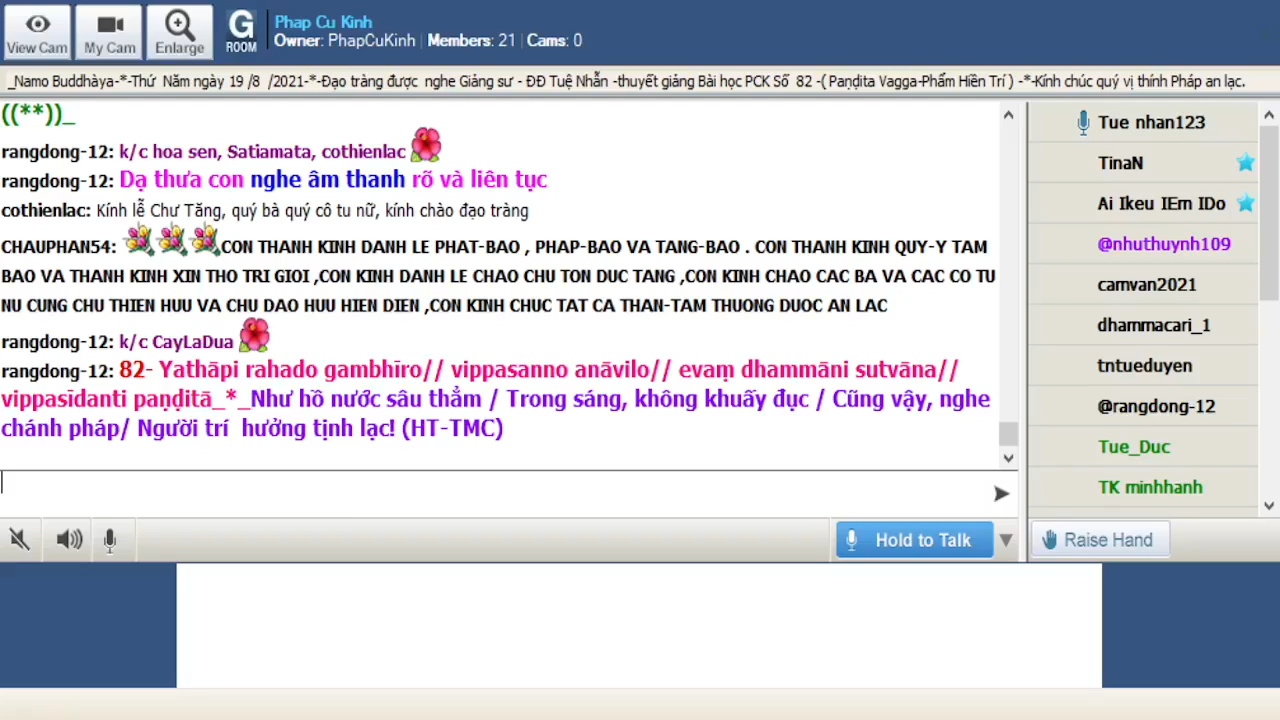 View Cam
My Cam
Enlarge
G
ROOM
Phap Cu Kinh
Owner: PhapCuKinh | Members: 21 | Cams: 0
_Namo Buddhàya-*-Thứ Năm ngày 19 /8 /2021-*-Đạo tràng được nghe Giảng sư - ĐĐ Tuệ Nhẫn -thuyết giảng Bài học PCK Số 82 -( Paṇḍita Vagga-Phẩm Hiền Trí ) -*-Kính chúc quý vị thính Pháp an lạc.
((**))_
rangdong-12: k/c hoa sen, Satiamata, cothienlac
rangdong-12: Dạ thưa con nghe âm thanh rõ và liên tục
cothienlac: Kính lễ Chư Tăng, quý bà quý cô tu nữ, kính chào đạo tràng
CHAUPHAN54: CON THANH KINH DANH LE PHAT-BAO , PHAP-BAO VA TANG-BAO . CON THANH KINH QUY-Y TAM
BAO VA THANH KINH XIN THO TRI GIOI ,CON KINH DANH LE CHAO CHU TON DUC TANG ,CON KINH CHAO CAC BA VA CAC CO TU
NU CUNG CHU THIEN HUU VA CHU DAO HUU HIEN DIEN ,CON KINH CHUC TAT CA THAN-TAM THUONG DUOC AN LAC
rangdong-12: k/c CayLaDua
rangdong-12: 82- Yathāpi rahado gambhīro// vippasanno anāvilo// evaṃ dhammāni sutvāna//
vippasīdanti paṇḍitā_*_Như hồ nước sâu thẳm / Trong sáng, không khuấy đục / Cũng vậy, nghe
chánh pháp/ Người trí hưởng tịnh lạc! (HT-TMC)
Hold to Talk
Tue nhan123
TinaN
Ai Ikeu IEm IDo
@nhuthuynh109
camvan2021
dhammacari_1
tntueduyen
@rangdong-12
Tue_Duc
TK minhhanh
Raise Hand